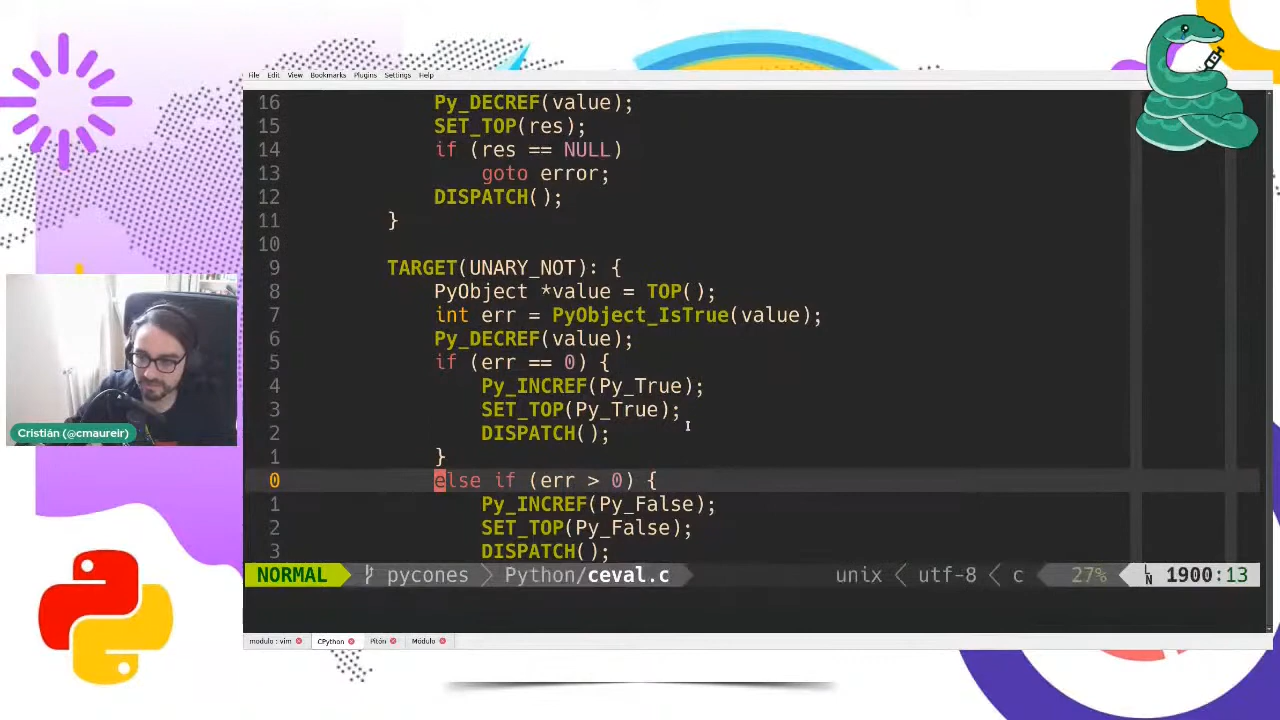 File Edit View Bookmarks Plugins Settings Help
16 Py_DECREF(value);
15 SET_TOP(res);
14 if (res == NULL)
13 goto error;
12 DISPATCH();
11 }
10
9 TARGET(UNARY_NOT): {
8 PyObject *value = TOP();
7 int err = PyObject_IsTrue(value);
6 Py_DECREF(value);
5 if (err == 0) {
4 Py_INCREF(Py_True);
3 SET_TOP(Py_True);
2 DISPATCH();
1 }
0 else if (err > 0) {
1 Py_INCREF(Py_False);
2 SET_TOP(Py_False);
3 DISPATCH();
NORMAL pycones Python/ceval.c unix utf-8 c 27% LN 1900:13
modulo : vim CPython Pitón Módulo
Cristián (@cmaureir)